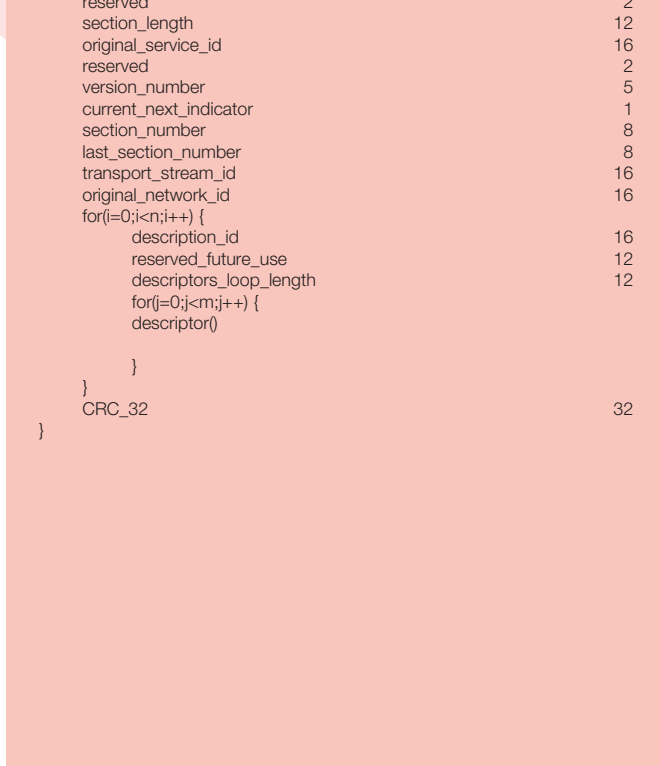 reserved 2
section_length 12
original_service_id 16
reserved 2
version_number 5
current_next_indicator 1
section_number 8
last_section_number 8
transport_stream_id 16
original_network_id 16
for(i=0;i<n;i++) {
description_id 16
reserved_future_use 12
descriptors_loop_length 12
for(j=0;j<m;j++) {
descriptor()
}
}
CRC_32 32
}